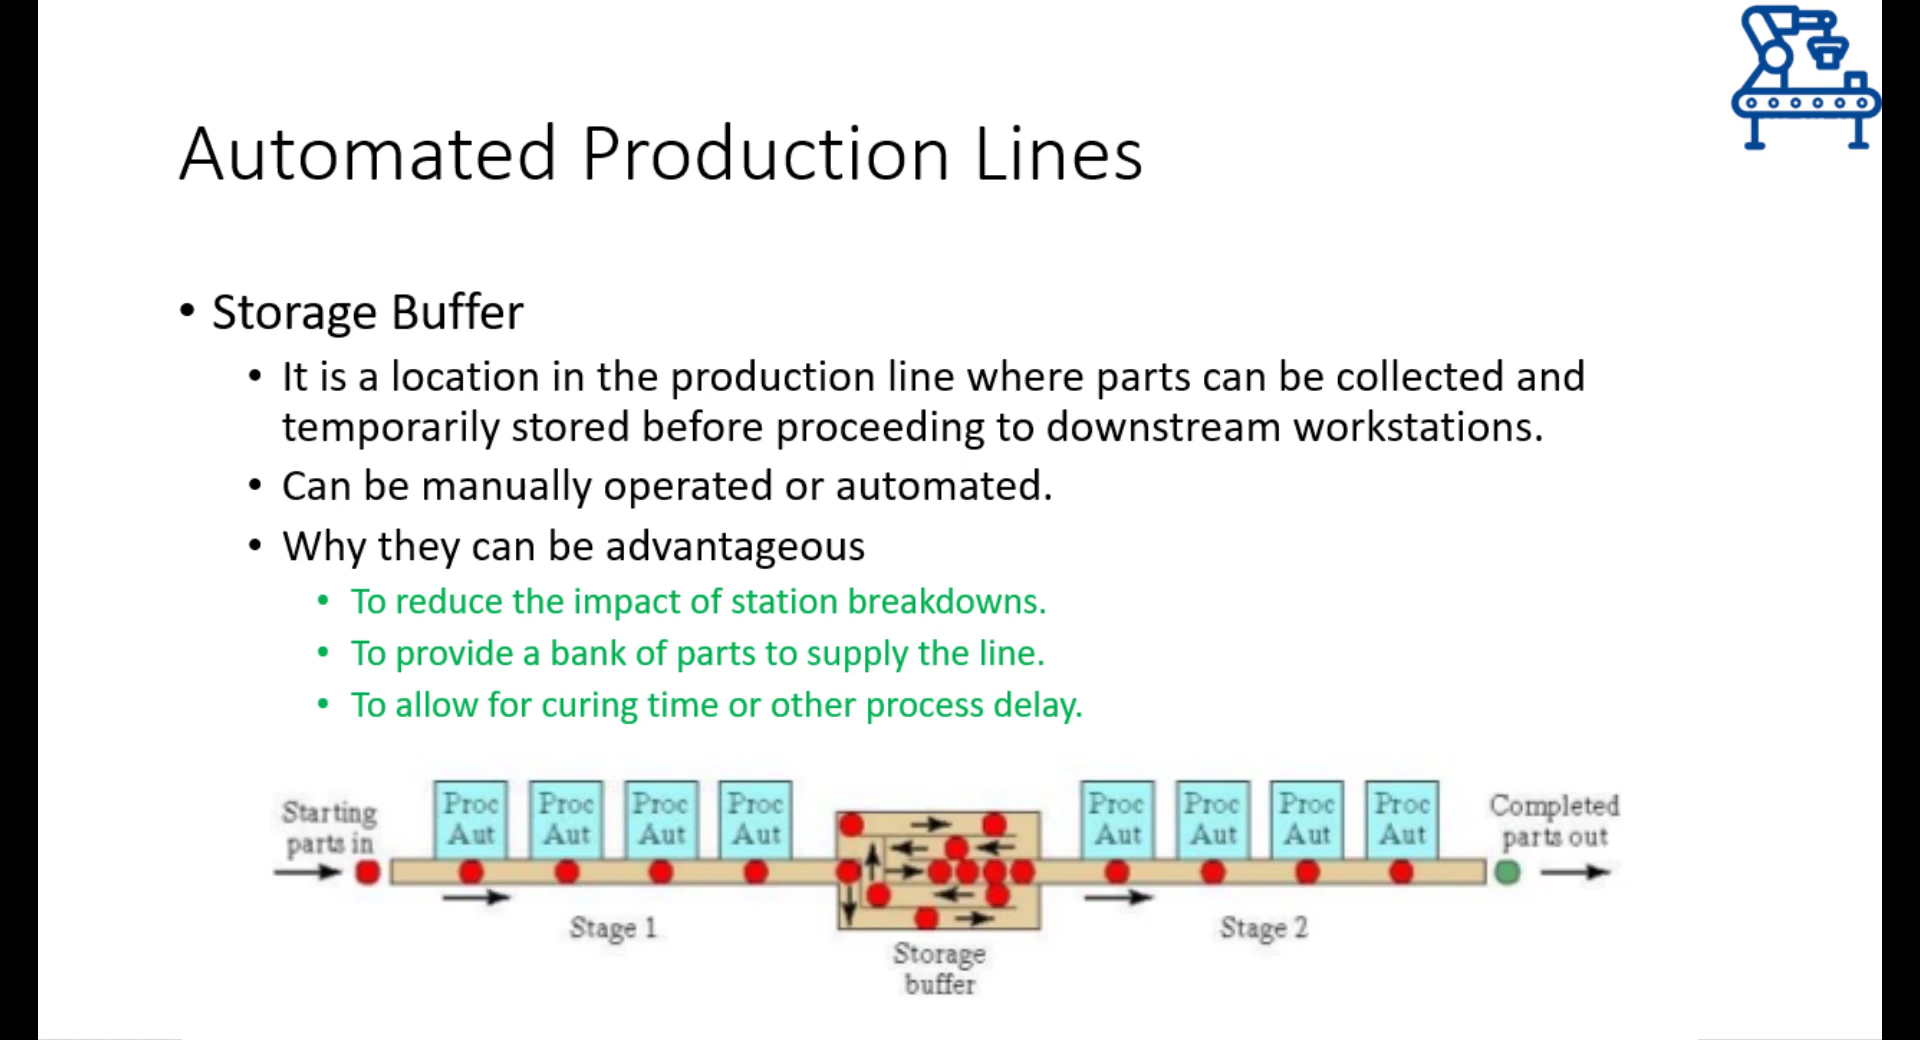 Automated Production Lines
• Storage Buffer
• It is a location in the production line where parts can be collected and
temporarily stored before proceeding to downstream workstations.
• Can be manually operated or automated.
• Why they can be advantageous
• To reduce the impact of station breakdowns.
• To provide a bank of parts to supply the line.
• To allow for curing time or other process delay.
Starting
parts in
Proc
Aut
Proc
Aut
Proc
Aut
Proc
Aut
Stage 1
Storage
buffer
Proc
Aut
Proc
Aut
Proc
Aut
Proc
Aut
Stage 2
Completed
parts out